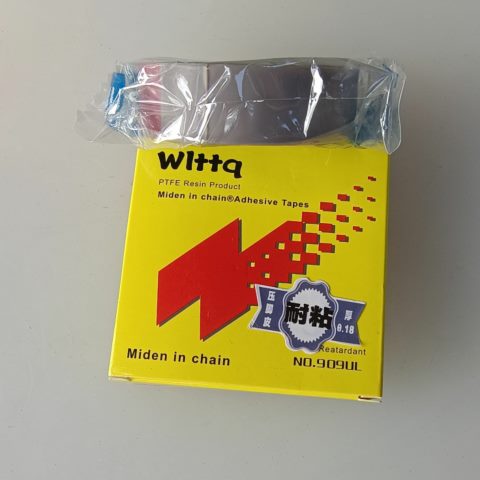 Wlttq
PTFE Resin Product
Miden in chain®Adhesive Tapes
压脚皮
耐粘
厚
0.18
Reatardant
Miden in chain
NO.909UL